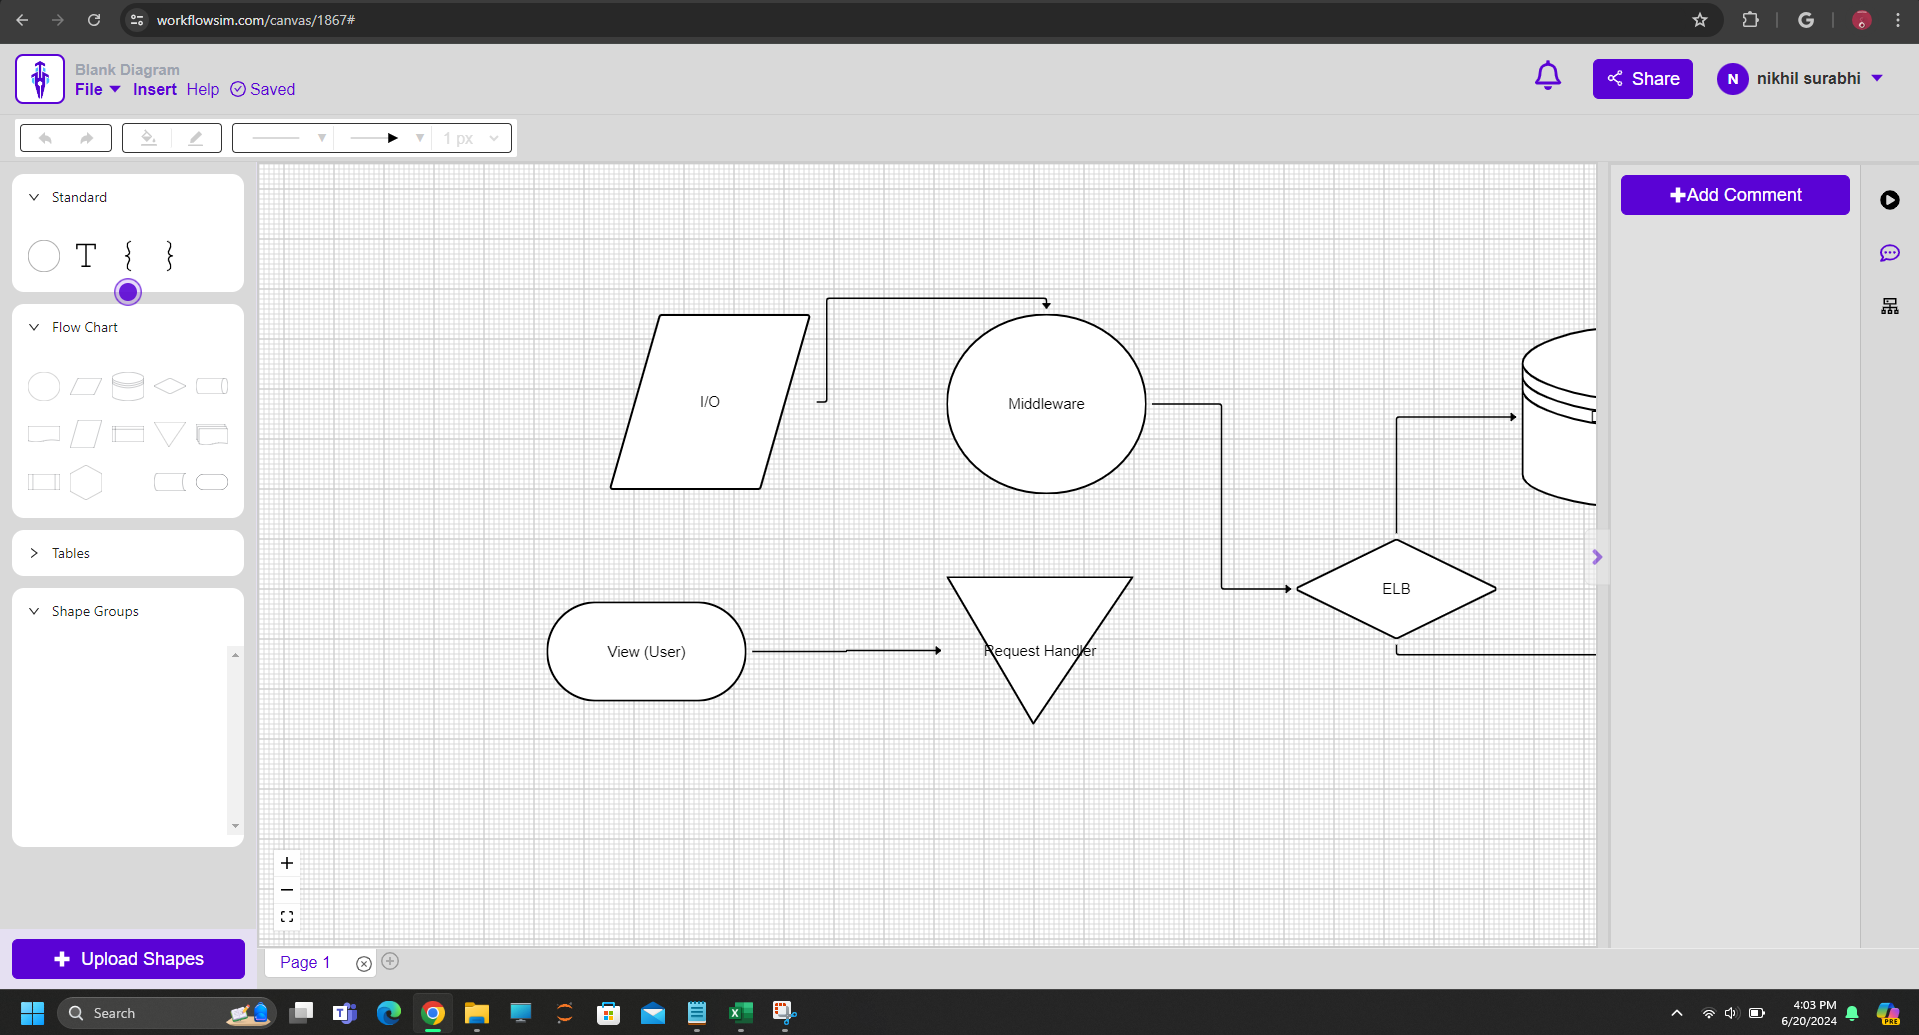 workflowsim.com/canvas/1867#
Blank Diagram
File Insert Help Saved
Share
N nikhil surabhi
1 px
Standard
T { }
Flow Chart
Tables
Shape Groups
Upload Shapes
I/O
Middleware
ELB
View (User)
Request Handler
Add Comment
Page 1
Search
4:03 PM
6/20/2024
PRE